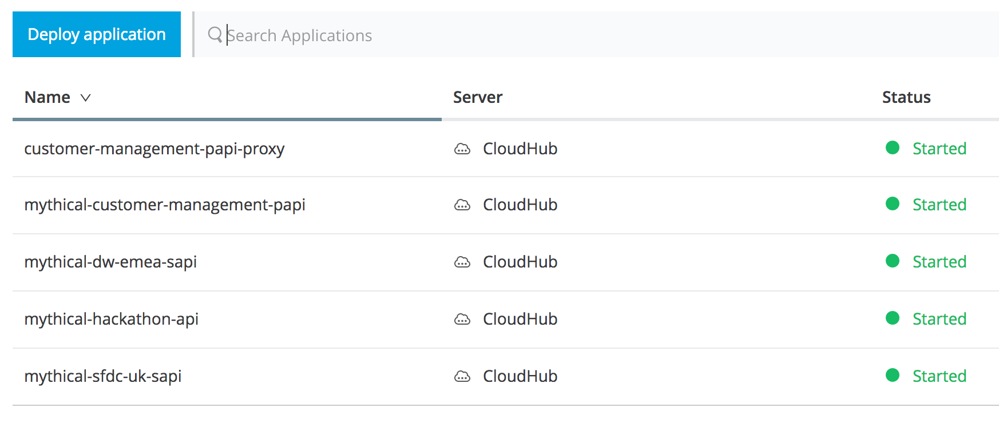 Deploy application Search Applications
Name Server Status
customer-management-papi-proxy CloudHub Started
mythical-customer-management-papi CloudHub Started
mythical-dw-emea-sapi CloudHub Started
mythical-hackathon-api CloudHub Started
mythical-sfdc-uk-sapi CloudHub Started